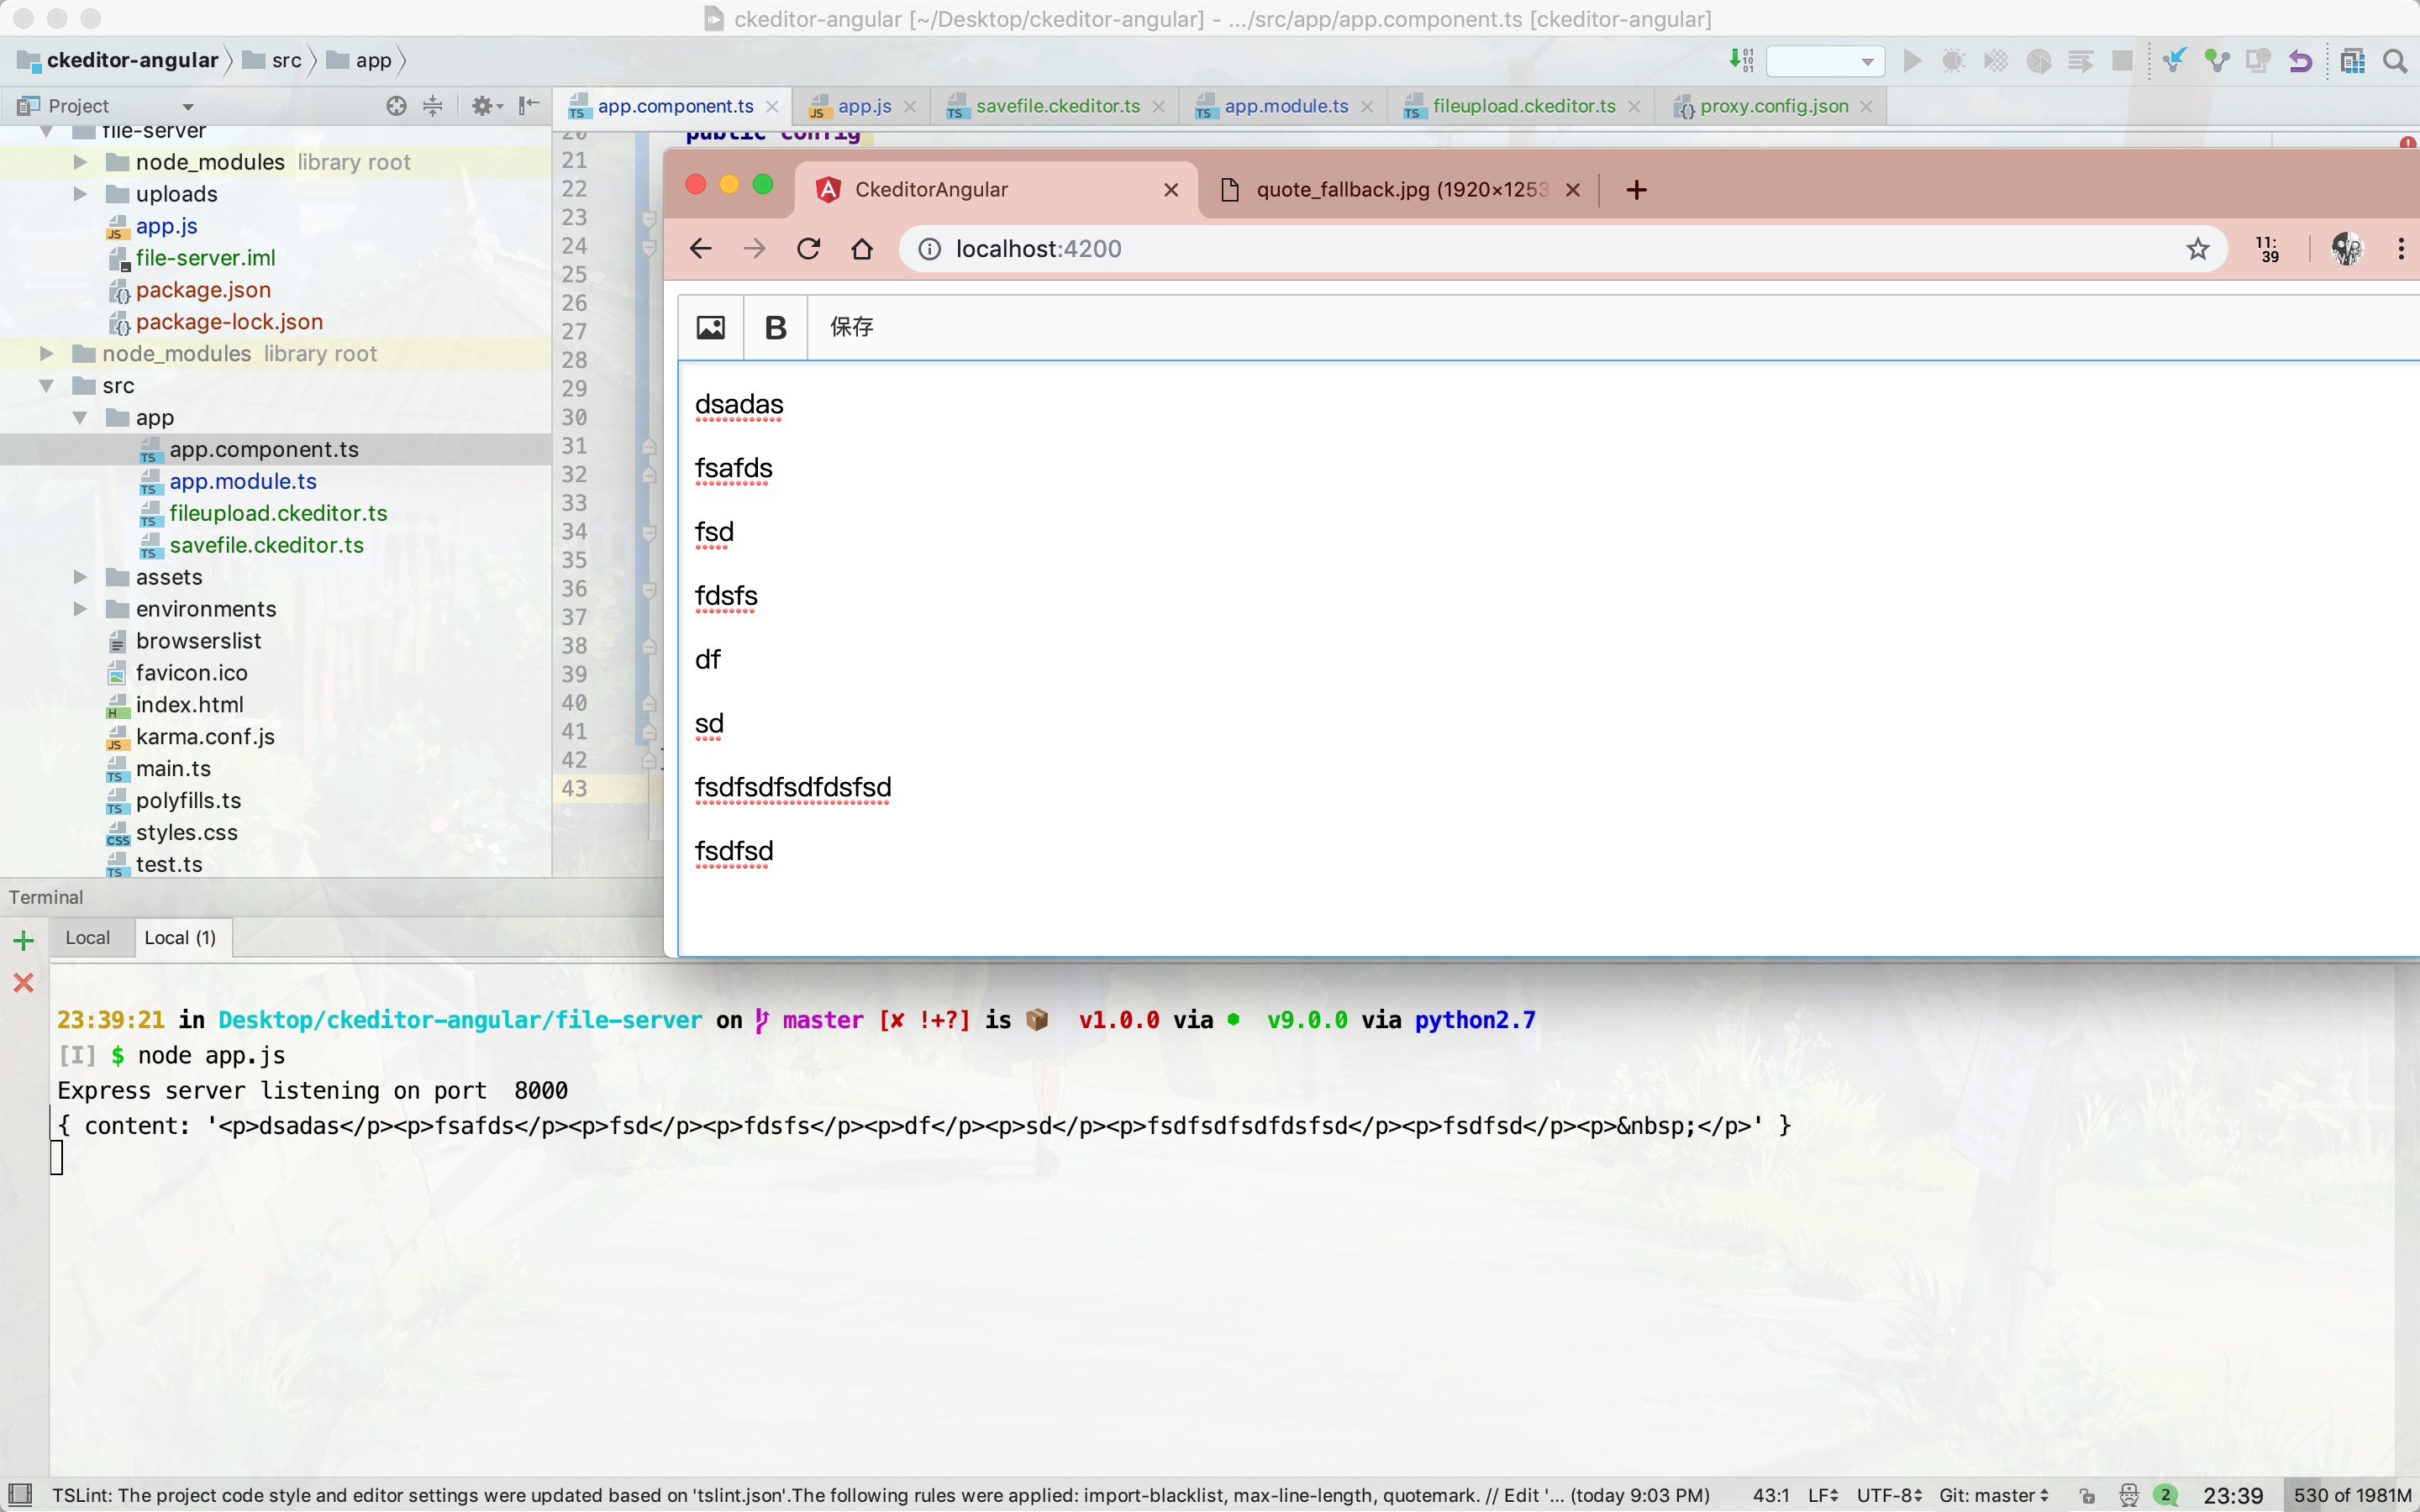 ckeditor-angular [~/Desktop/ckeditor-angular] - .../src/app/app.component.ts [ckeditor-angular]
ckeditor-angular src app
Project
app.component.ts app.js savefile.ckeditor.ts app.module.ts fileupload.ckeditor.ts proxy.config.json
file-server
node_modules library root
uploads
app.js
file-server.iml
package.json
package-lock.json
node_modules library root
src
app
app.component.ts
app.module.ts
fileupload.ckeditor.ts
savefile.ckeditor.ts
assets
environments
browserslist
favicon.ico
index.html
karma.conf.js
main.ts
polyfills.ts
styles.css
test.ts
20 public config
21
22
23
24
25
26
27
28
29
30
31
32
33
34
35
36
37
38
39
40
41
42
43
CkeditorAngular quote_fallback.jpg (1920×1253
localhost:4200
11:
39
B 保存
dsadas
fsafds
fsd
fdsfs
df
sd
fsdfsdfsdfdsfsd
fsdfsd
Terminal
Local Local (1)
23:39:21 in Desktop/ckeditor-angular/file-server on master [✘ !+?] is 📦 v1.0.0 via ⬢ v9.0.0 via python2.7
[I] $ node app.js
Express server listening on port  8000
{ content: '<p>dsadas</p><p>fsafds</p><p>fsd</p><p>fdsfs</p><p>df</p><p>sd</p><p>fsdfsdfsdfdsfsd</p><p>fsdfsd</p><p>&nbsp;</p>' }
TSLint: The project code style and editor settings were updated based on 'tslint.json'.The following rules were applied: import-blacklist, max-line-length, quotemark. // Edit '... (today 9:03 PM) 43:1 LF UTF-8 Git: master 2 23:39 530 of 1981M